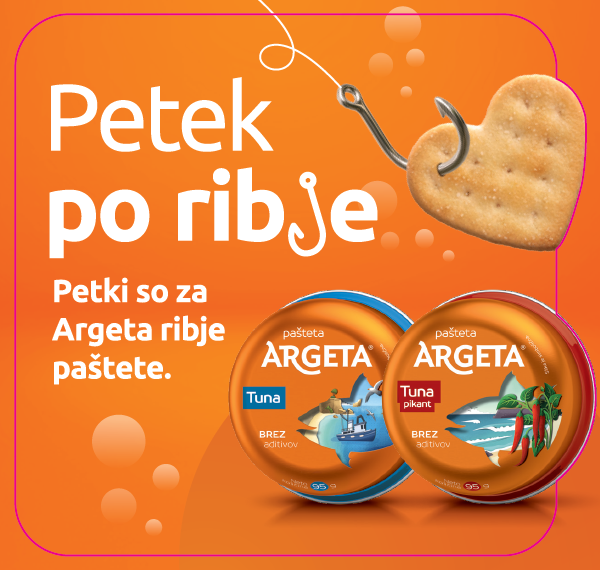 Petek
po ribje
Petki so za
Argeta ribje
paštete.
pašteta
ARGETA®
Tuna
BREZ
aditivov
95 g
pašteta
ARGETA®
Tuna
pikant
BREZ
aditivov
95 g